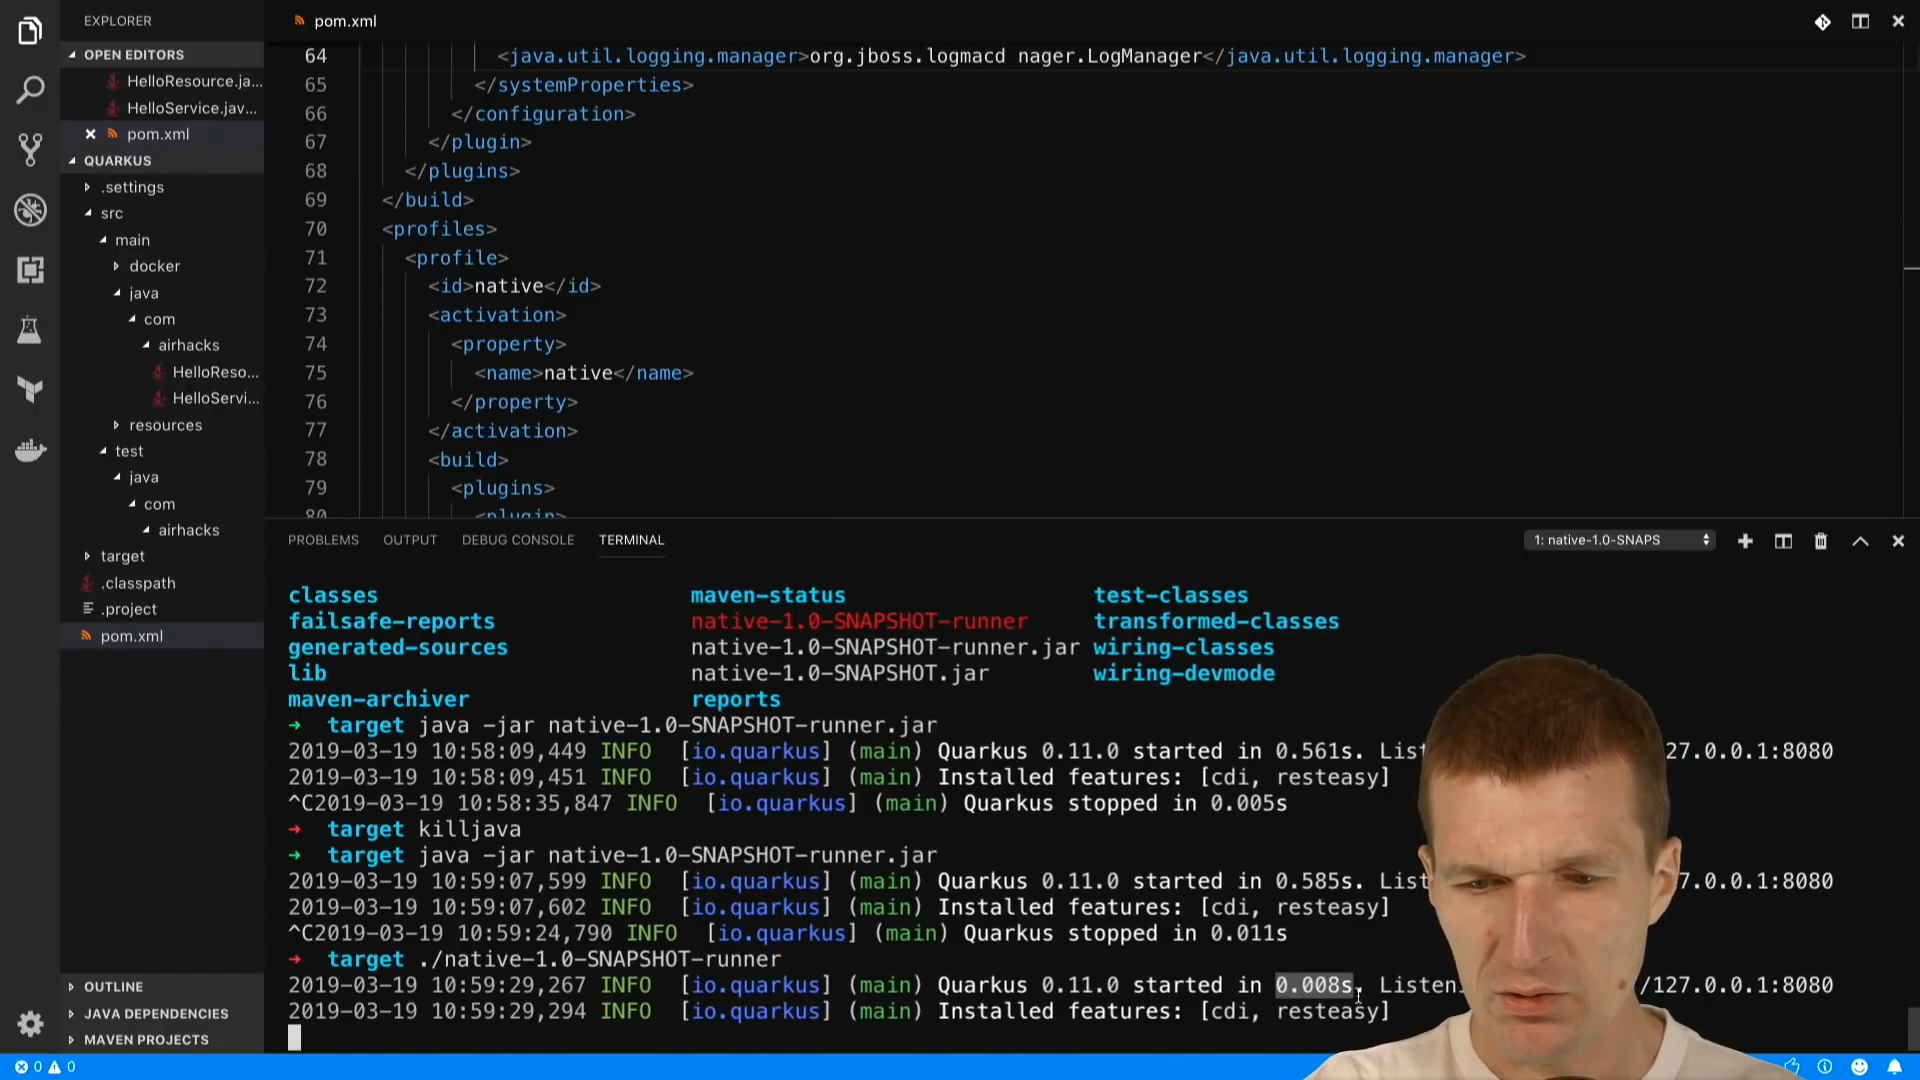 EXPLORER
OPEN EDITORS
HelloResource.ja...
HelloService.jav...
pom.xml
QUARKUS
.settings
src
main
docker
java
com
airhacks
HelloReso...
HelloServi...
resources
test
java
com
airhacks
target
.classpath
.project
pom.xml
OUTLINE
JAVA DEPENDENCIES
MAVEN PROJECTS
0 0
pom.xml
64 <java.util.logging.manager>org.jboss.logmacd nager.LogManager</java.util.logging.manager>
65 </systemProperties>
66 </configuration>
67 </plugin>
68 </plugins>
69 </build>
70 <profiles>
71 <profile>
72 <id>native</id>
73 <activation>
74 <property>
75 <name>native</name>
76 </property>
77 </activation>
78 <build>
79 <plugins>
80 <plugin>
PROBLEMS OUTPUT DEBUG CONSOLE TERMINAL 1: native-1.0-SNAPS
classes maven-status test-classes
failsafe-reports native-1.0-SNAPSHOT-runner transformed-classes
generated-sources native-1.0-SNAPSHOT-runner.jar wiring-classes
lib native-1.0-SNAPSHOT.jar wiring-devmode
maven-archiver reports
→ target java -jar native-1.0-SNAPSHOT-runner.jar
2019-03-19 10:58:09,449 INFO [io.quarkus] (main) Quarkus 0.11.0 started in 0.561s. List 27.0.0.1:8080
2019-03-19 10:58:09,451 INFO [io.quarkus] (main) Installed features: [cdi, resteasy]
^C2019-03-19 10:58:35,847 INFO [io.quarkus] (main) Quarkus stopped in 0.005s
→ target killjava
→ target java -jar native-1.0-SNAPSHOT-runner.jar
2019-03-19 10:59:07,599 INFO [io.quarkus] (main) Quarkus 0.11.0 started in 0.585s. List 7.0.0.1:8080
2019-03-19 10:59:07,602 INFO [io.quarkus] (main) Installed features: [cdi, resteasy]
^C2019-03-19 10:59:24,790 INFO [io.quarkus] (main) Quarkus stopped in 0.011s
→ target ./native-1.0-SNAPSHOT-runner
2019-03-19 10:59:29,267 INFO [io.quarkus] (main) Quarkus 0.11.0 started in 0.008s. Listen /127.0.0.1:8080
2019-03-19 10:59:29,294 INFO [io.quarkus] (main) Installed features: [cdi, resteasy]